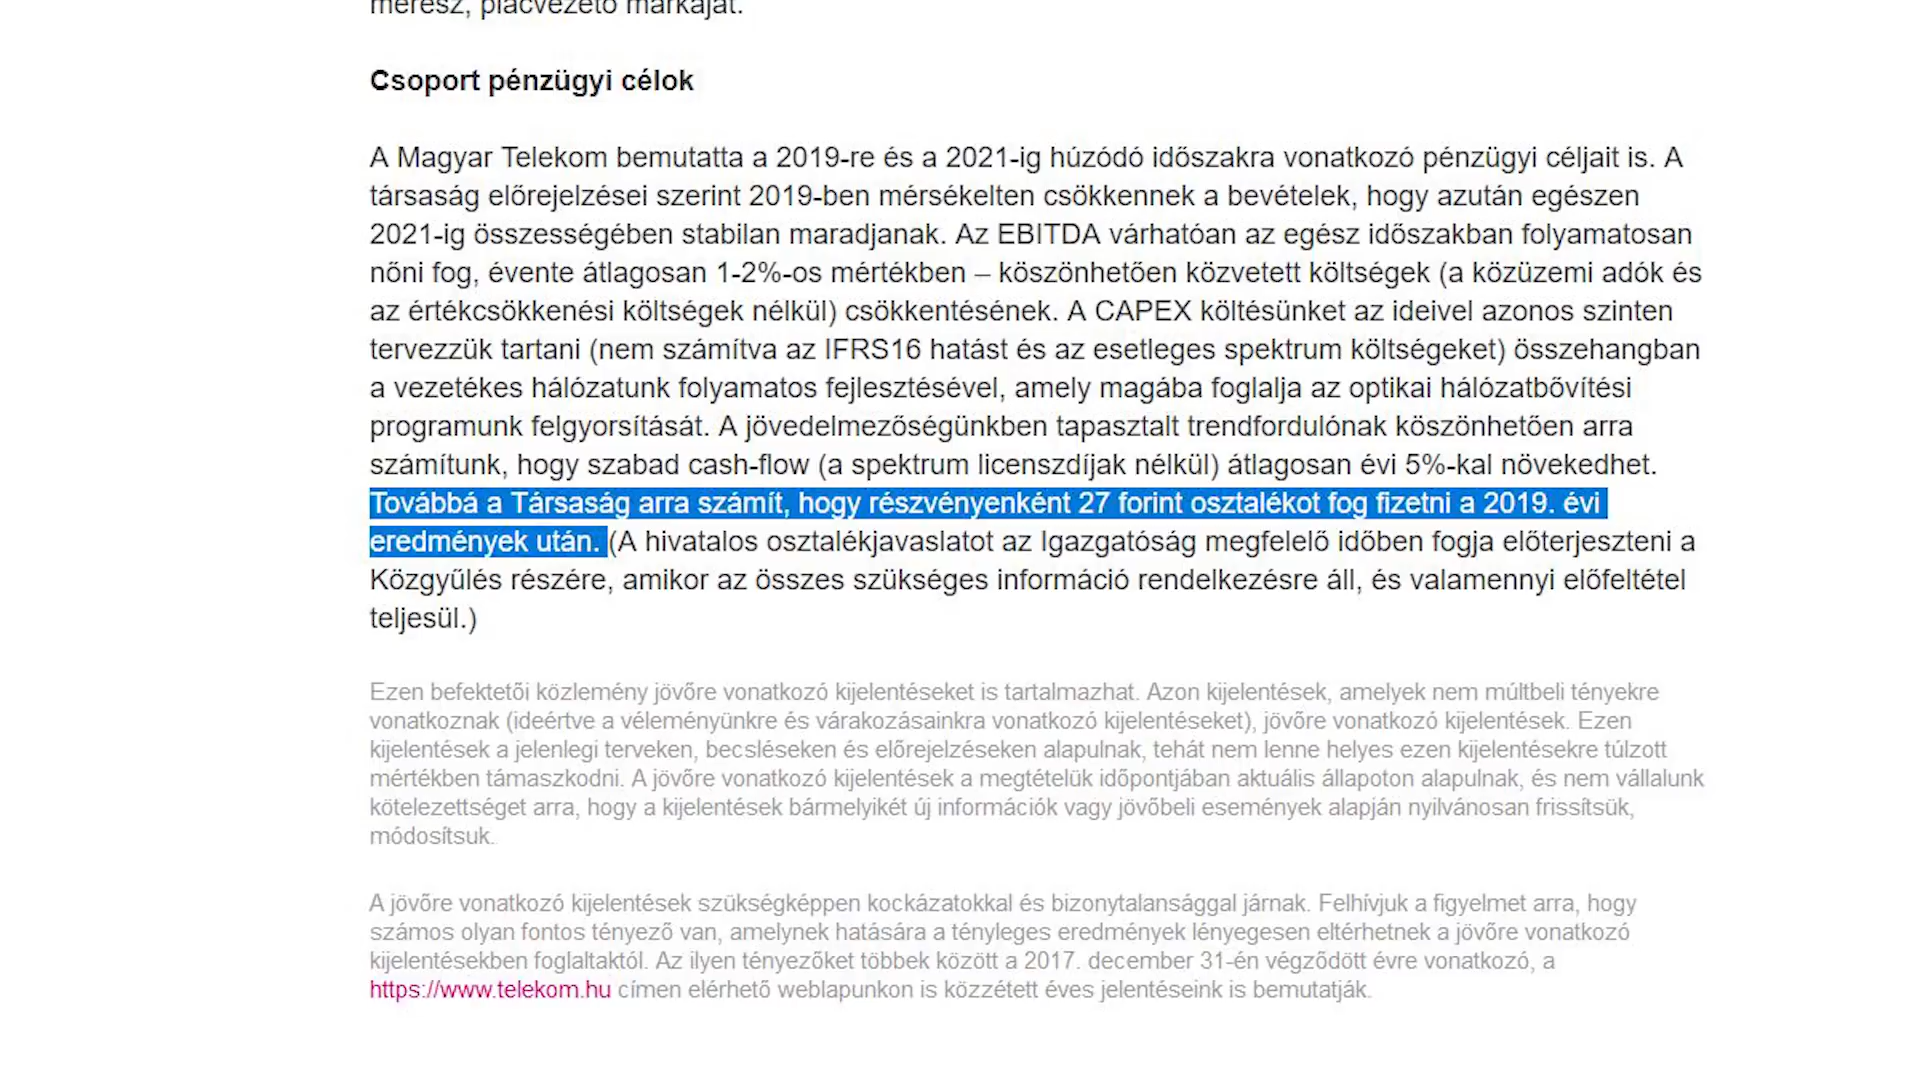 merész, piacvezető márkáját.
Csoport pénzügyi célok
A Magyar Telekom bemutatta a 2019-re és a 2021-ig húzódó időszakra vonatkozó pénzügyi céljait is. A
társaság előrejelzései szerint 2019-ben mérsékelten csökkennek a bevételek, hogy azután egészen
2021-ig összességében stabilan maradjanak. Az EBITDA várhatóan az egész időszakban folyamatosan
nőni fog, évente átlagosan 1-2%-os mértékben – köszönhetően közvetett költségek (a közüzemi adók és
az értékcsökkenési költségek nélkül) csökkentésének. A CAPEX költésünket az ideivel azonos szinten
tervezzük tartani (nem számítva az IFRS16 hatást és az esetleges spektrum költségeket) összehangban
a vezetékes hálózatunk folyamatos fejlesztésével, amely magába foglalja az optikai hálózatbővítési
programunk felgyorsítását. A jövedelmezőségünkben tapasztalt trendfordulónak köszönhetően arra
számítunk, hogy szabad cash-flow (a spektrum licenszdíjak nélkül) átlagosan évi 5%-kal növekedhet.
Továbbá a Társaság arra számít, hogy részvényenként 27 forint osztalékot fog fizetni a 2019. évi
eredmények után. (A hivatalos osztalékjavaslatot az Igazgatóság megfelelő időben fogja előterjeszteni a
Közgyűlés részére, amikor az összes szükséges információ rendelkezésre áll, és valamennyi előfeltétel
teljesül.)
Ezen befektetői közlemény jövőre vonatkozó kijelentéseket is tartalmazhat. Azon kijelentések, amelyek nem múltbeli tényekre
vonatkoznak (ideértve a véleményünkre és várakozásainkra vonatkozó kijelentéseket), jövőre vonatkozó kijelentések. Ezen
kijelentések a jelenlegi terveken, becsléseken és előrejelzéseken alapulnak, tehát nem lenne helyes ezen kijelentésekre túlzott
mértékben támaszkodni. A jövőre vonatkozó kijelentések a megtételük időpontjában aktuális állapoton alapulnak, és nem vállalunk
kötelezettséget arra, hogy a kijelentések bármelyikét új információk vagy jövőbeli események alapján nyilvánosan frissítsük,
módosítsuk.
A jövőre vonatkozó kijelentések szükségképpen kockázatokkal és bizonytalansággal járnak. Felhívjuk a figyelmet arra, hogy
számos olyan fontos tényező van, amelynek hatására a tényleges eredmények lényegesen eltérhetnek a jövőre vonatkozó
kijelentésekben foglaltaktól. Az ilyen tényezőket többek között a 2017. december 31-én végződött évre vonatkozó, a
https://www.telekom.hu címen elérhető weblapunkon is közzétett éves jelentéseink is bemutatják.